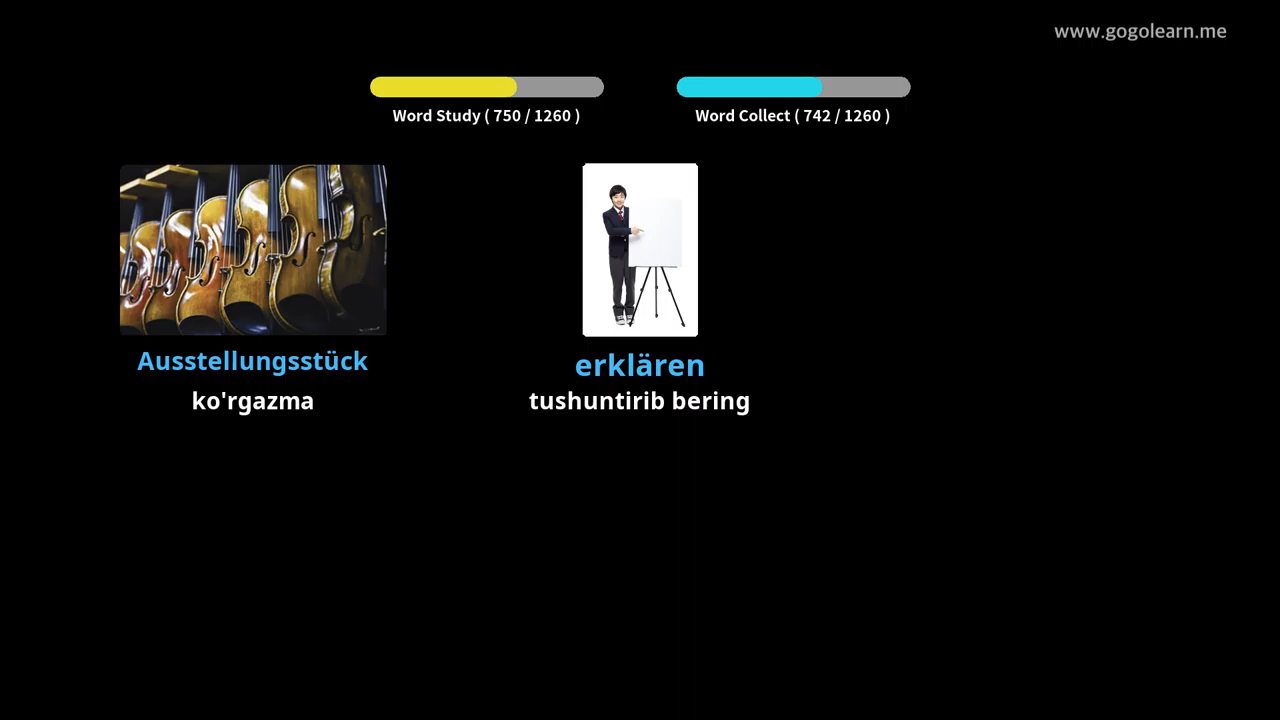 www.gogolearn.me
Word Study ( 750 / 1260 )
Word Collect ( 742 / 1260 )
Ausstellungsstück
ko'rgazma
erklären
tushuntirib bering